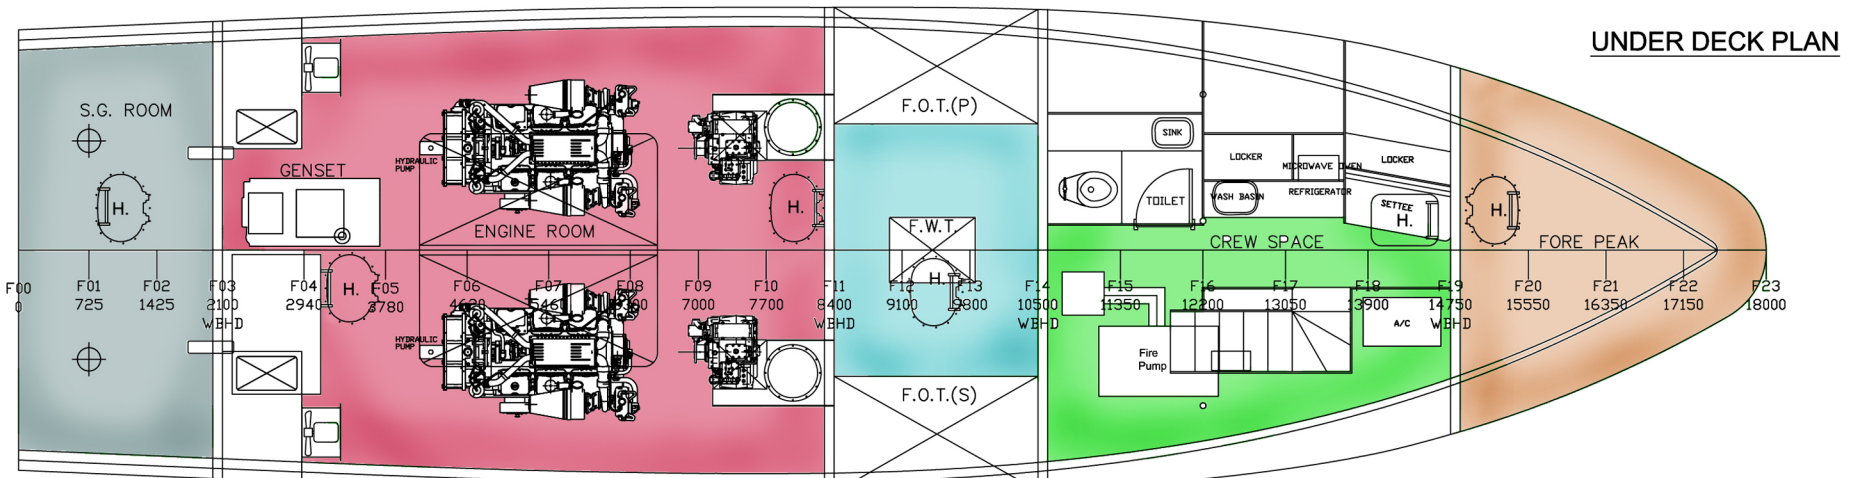 UNDER DECK PLAN
S.G. ROOM
H.
GENSET
HYDRAULIC
PUMP
ENGINE ROOM
H.
H.
HYDRAULIC
PUMP
F.O.T.(P)
F.W.T.
H.
F.O.T.(S)
SINK
TOILET
LOCKER
MICROWAVE OWEN
LOCKER
WASH BASIN
REFRIGERATOR
SETTEE
H.
CREW SPACE
H.
FORE PEAK
F00 F01 F02 F03 F04 F05 F06 F07 F08 F09 F10 F11 F12 F13 F14 F15 F16 F17 F18 F19 F20 F21 F22 F23
0 725 1425 2100 2940 3780 4620 5460 7000 7700 8400 9100 9800 10500 11350 12200 13050 13900 14750 15550 16350 17150 18000
WBHD WBHD WBHD WBHD
A/C
Fire
Pump